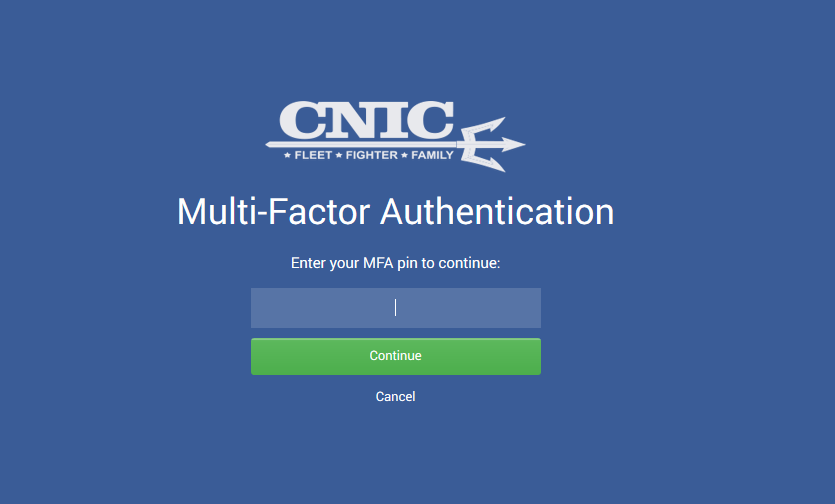 CNIC
★ FLEET ★ FIGHTER ★ FAMILY
Multi-Factor Authentication
Enter your MFA pin to continue:
Continue
Cancel